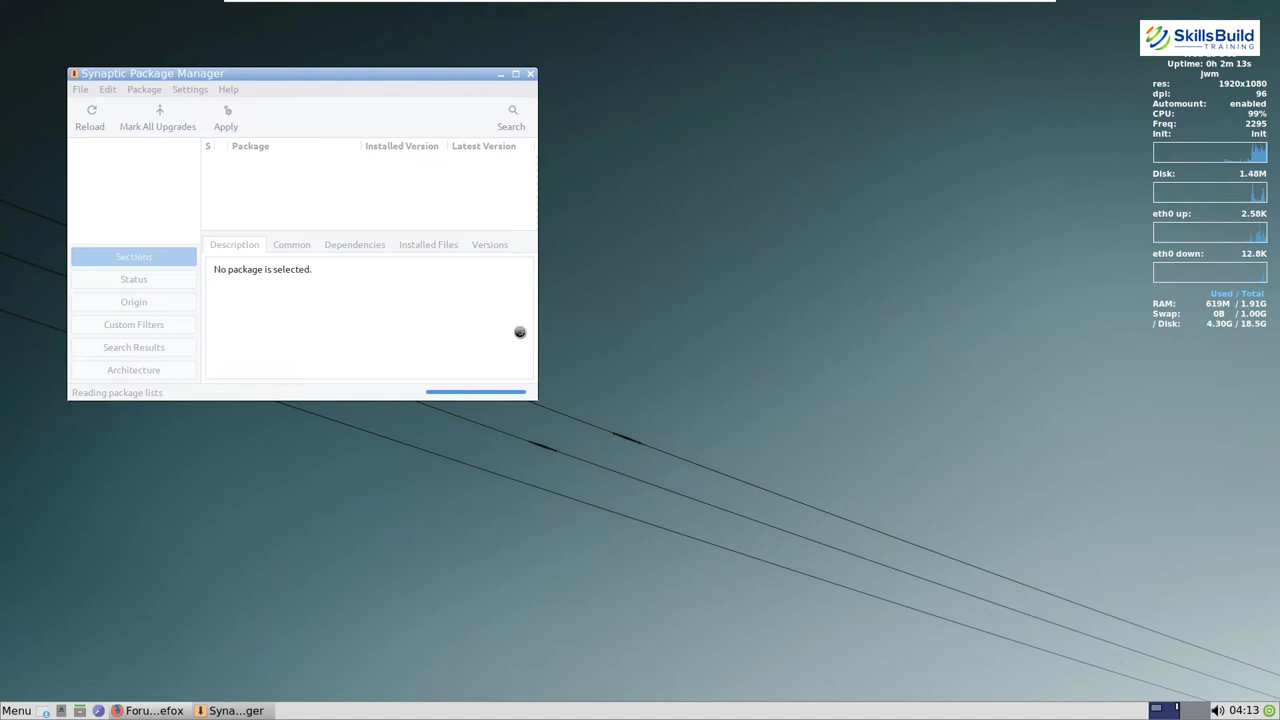 SkillsBuild
TRAINING
Synaptic Package Manager
File Edit Package Settings Help
Reload Mark All Upgrades Apply Search
S Package Installed Version Latest Version
Description Common Dependencies Installed Files Versions
No package is selected.
Sections
Status
Origin
Custom Filters
Search Results
Architecture
Reading package lists
Uptime: 0h 2m 13s
jwm
res: 1920x1080
dpi: 96
Automount: enabled
CPU: 99%
Freq: 2295
Init: init
Disk: 1.48M
eth0 up: 2.58K
eth0 down: 12.8K
Used / Total
RAM: 619M / 1.91G
Swap: 0B / 1.00G
/ Disk: 4.30G / 18.5G
Menu Foru...efox Syna...ger 04:13